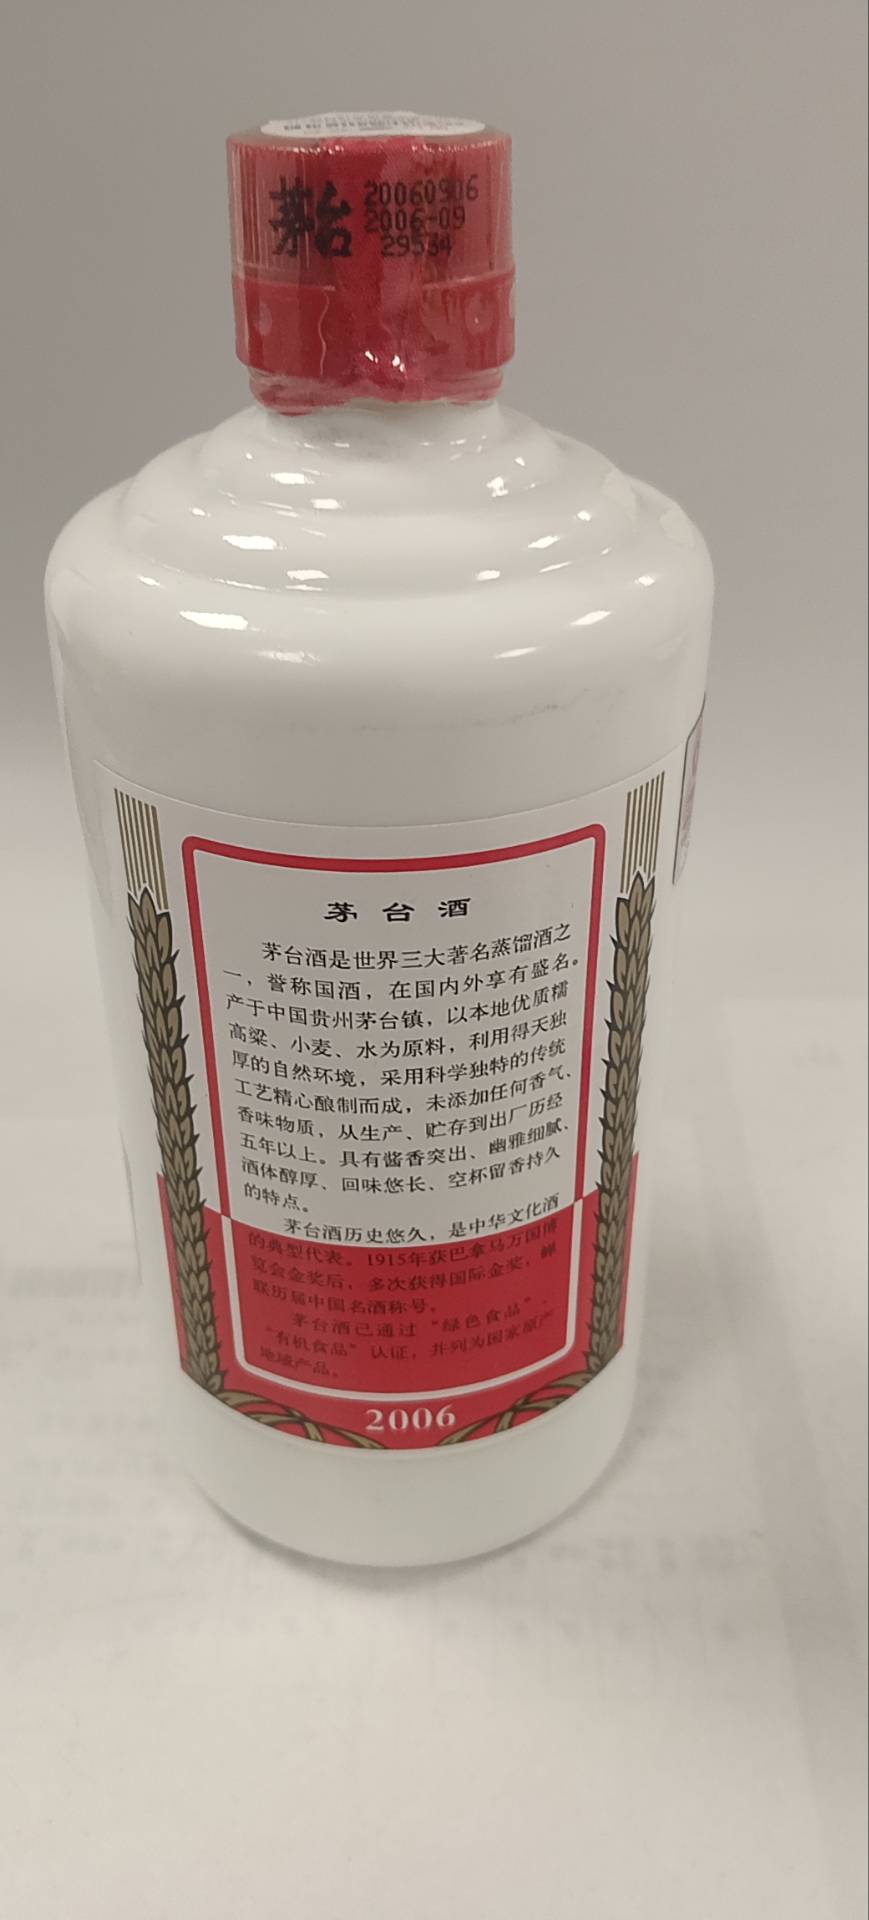 茅台
20060906
2006-09
29534
茅台酒
茅台酒是世界三大著名蒸馏酒之
一，誉称国酒，在国内外享有盛名。
产于中国贵州茅台镇，以本地优质糯
高粱、小麦、水为原料，利用得天独
厚的自然环境，采用科学独特的传统
工艺精心酿制而成，未添加任何香气、
香味物质，从生产、贮存到出厂历经
五年以上。具有酱香突出、幽雅细腻、
酒体醇厚、回味悠长、空杯留香持久
的特点。
茅台酒历史悠久，是中华文化酒
的典型代表。1915年获巴拿马万国博
览会金奖后，多次获得国际金奖，蝉
联历届中国名酒称号。
茅台酒已通过“绿色食品”、
“有机食品”认证，并列为国家原产
地域产品。
2006